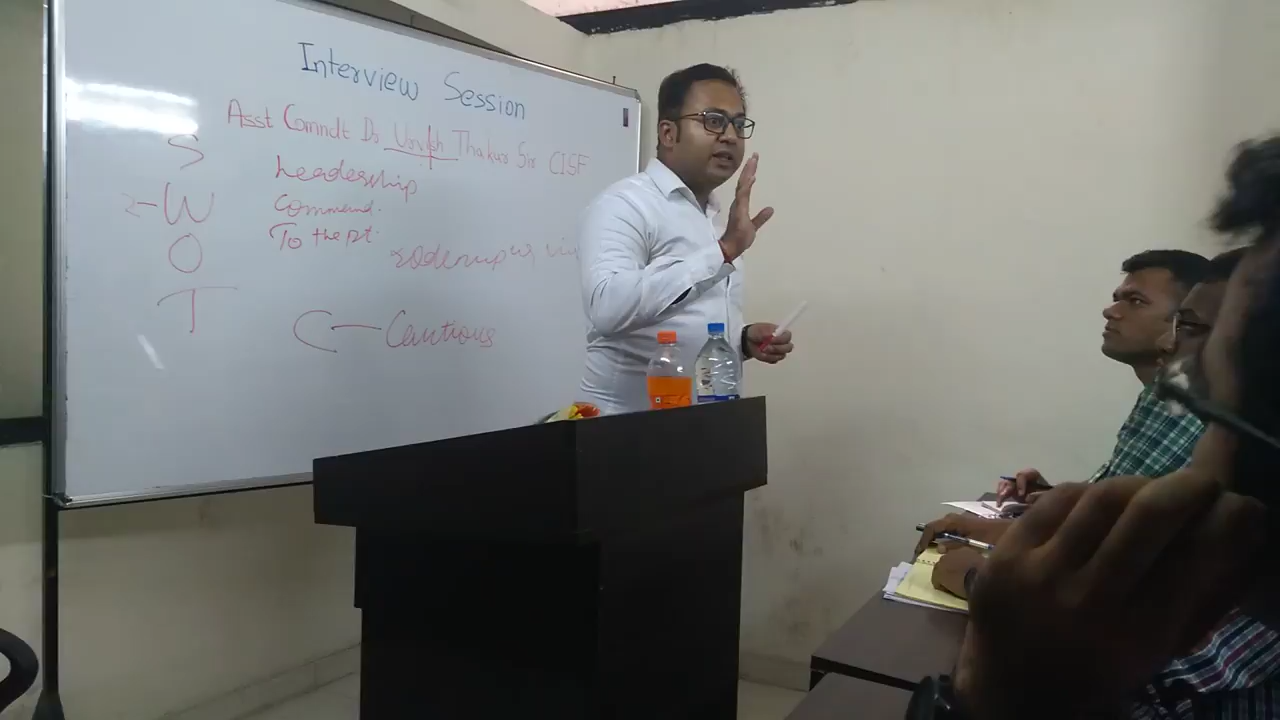 Interview Session
Asst Comndt Dr Thakur Sir CISF
S
Leadership
2-W
Command.
To the pt.
O
T
C - Cautious